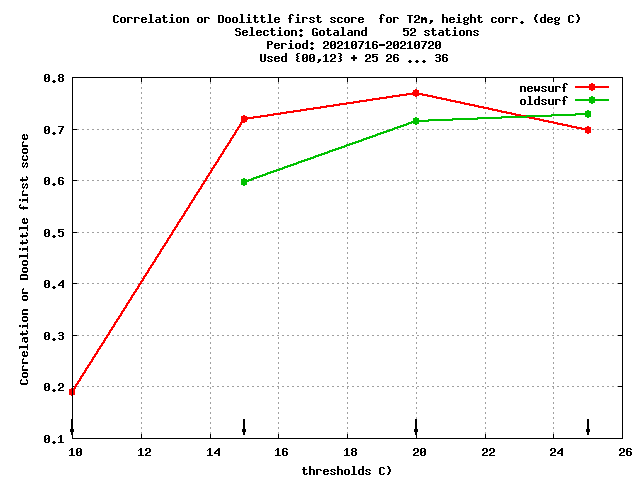 Correlation or Doolittle first score  for T2m, height corr. (deg C)
Selection: Gotaland     52 stations
Period: 20210716-20210720
Used {00,12} + 25 26 ... 36
newsurf
oldsurf
Correlation or Doolittle first score
0.8
0.7
0.6
0.5
0.4
0.3
0.2
0.1
10 12 14 16 18 20 22 24 26
thresholds C)